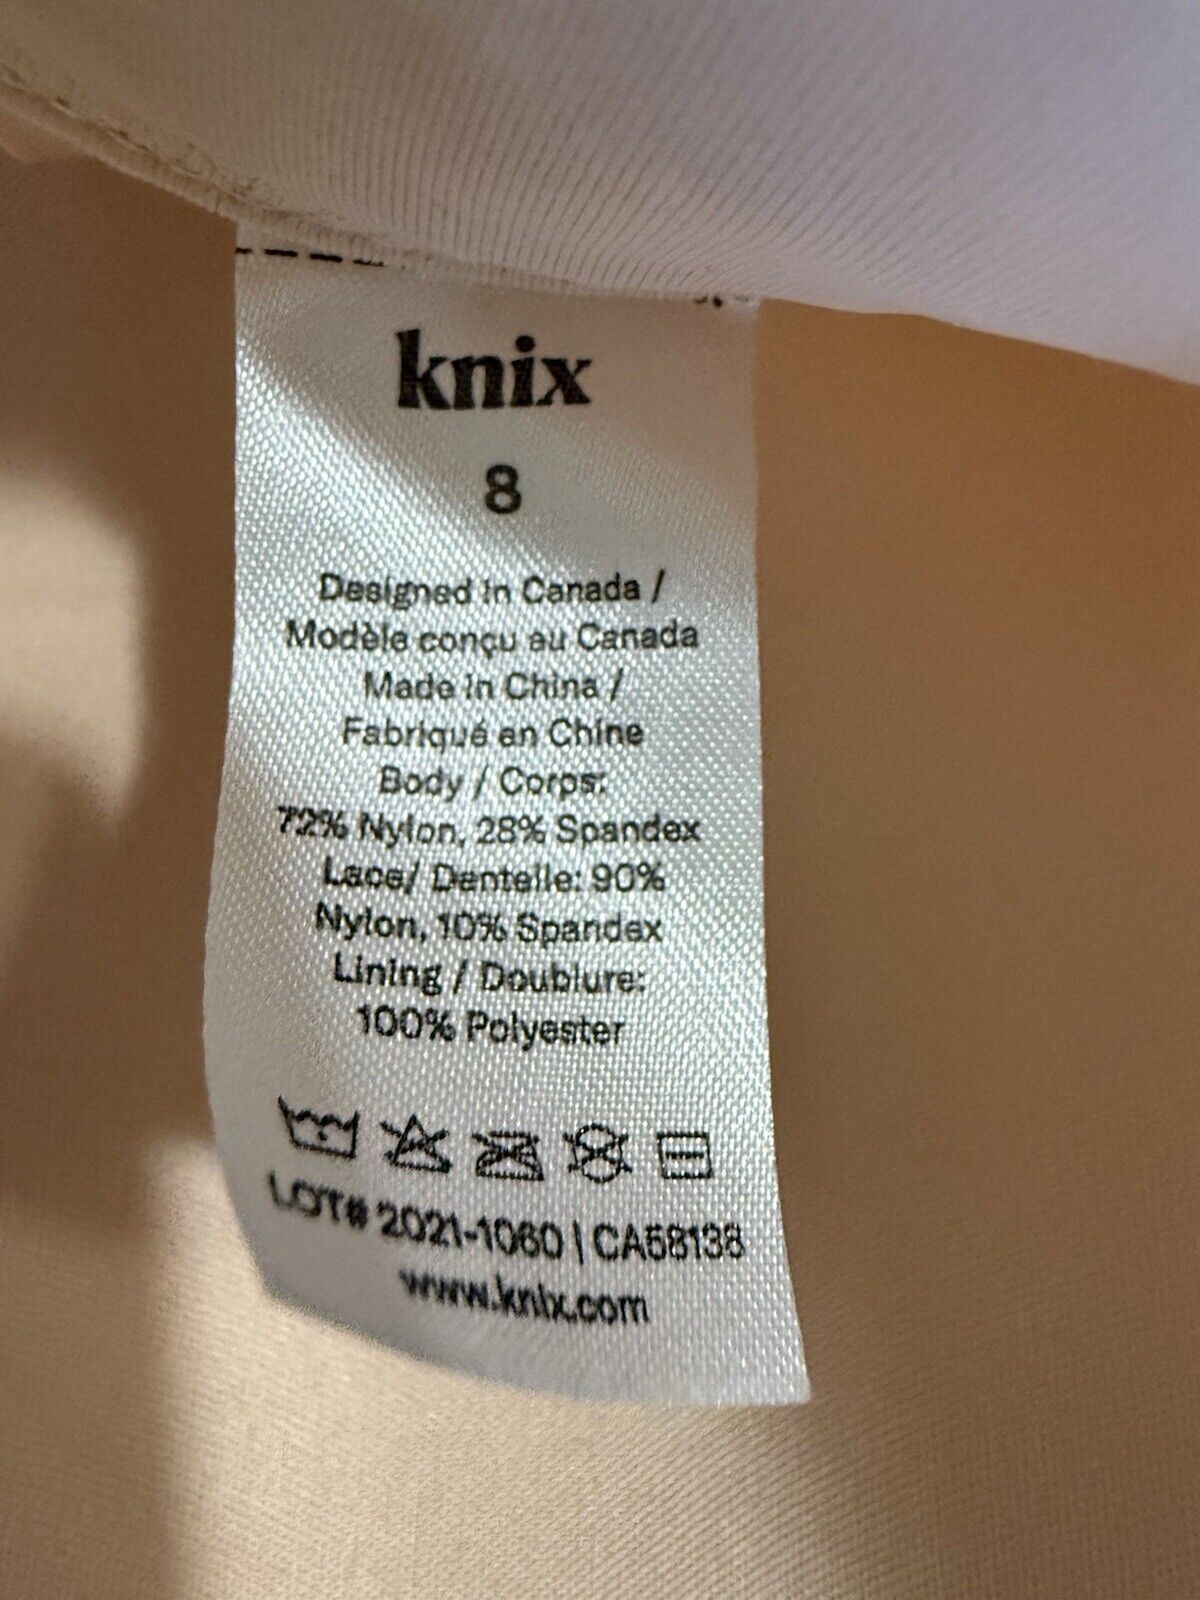 knix
8
Designed in Canada /
Modèle conçu au Canada
Made in China /
Fabriqué en Chine
Body / Corps:
72% Nylon, 28% Spandex
Lace/ Dentelle: 90%
Nylon, 10% Spandex
Lining / Doublure:
100% Polyester
LOT# 2021-1060 | CA58138
www.knix.com